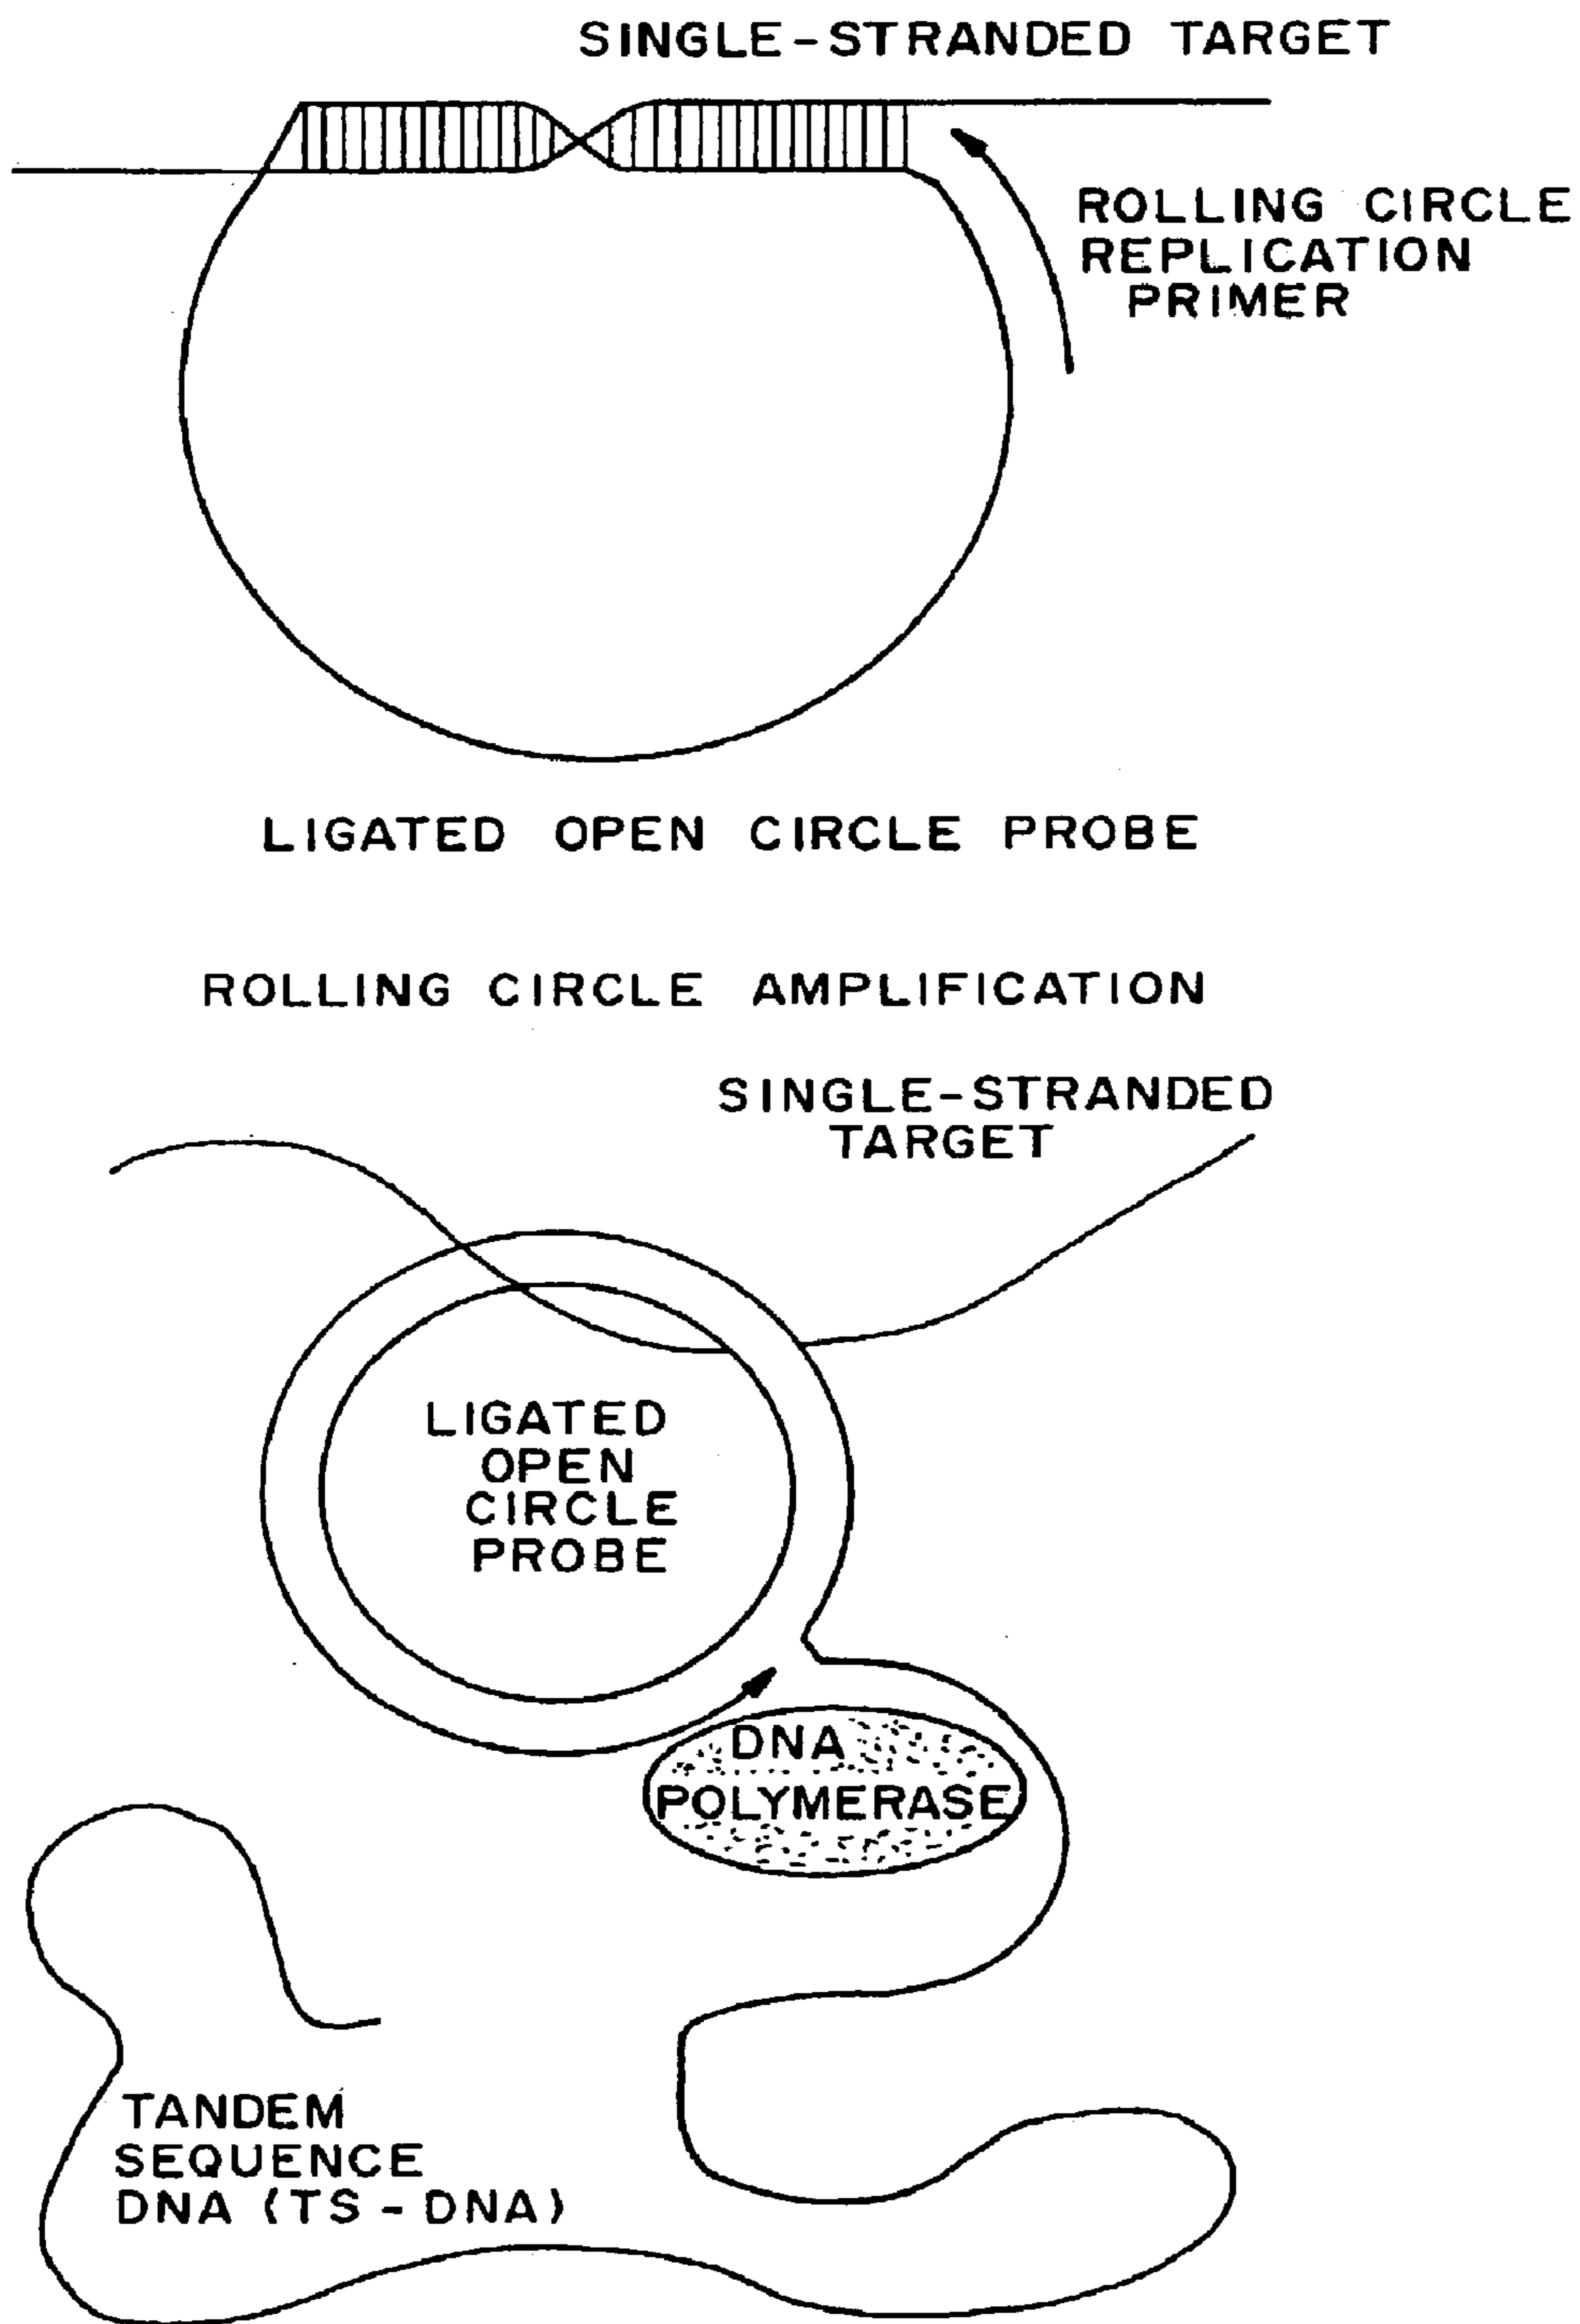 SINGLE-STRANDED TARGET
ROLLING CIRCLE
REPLICATION
PRIMER
LIGATED OPEN CIRCLE PROBE
ROLLING CIRCLE AMPLIFICATION
SINGLE-STRANDED
TARGET
LIGATED
OPEN
CIRCLE
PROBE
DNA
POLYMERASE
TANDEM
SEQUENCE
DNA (TS-DNA)